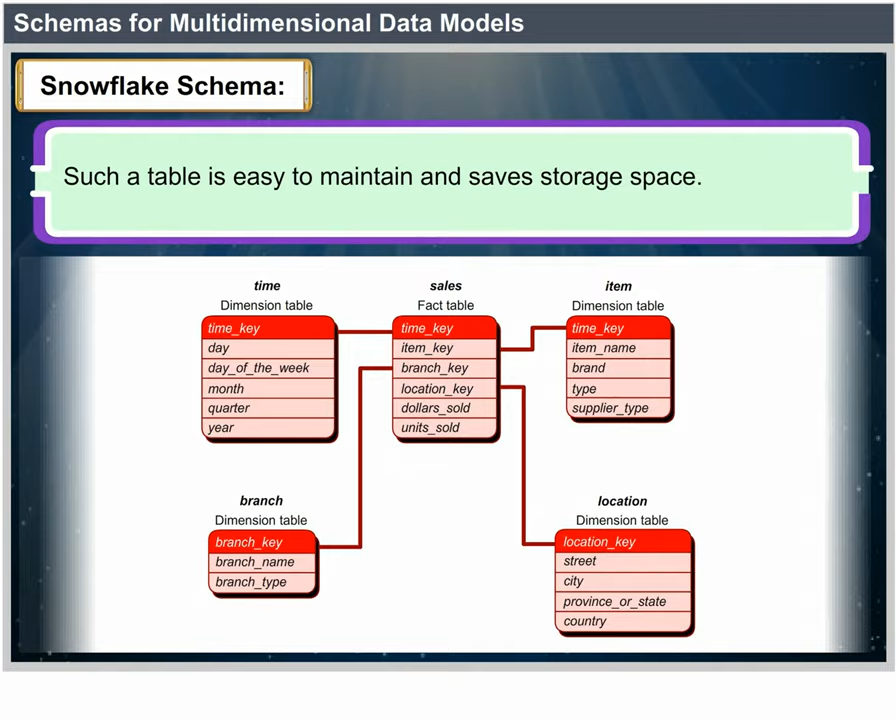 Schemas for Multidimensional Data Models
Snowflake Schema:
Such a table is easy to maintain and saves storage space.
time
Dimension table
time_key
day
day_of_the_week
month
quarter
year
sales
Fact table
time_key
item_key
branch_key
location_key
dollars_sold
units_sold
item
Dimension table
time_key
item_name
brand
type
supplier_type
branch
Dimension table
branch_key
branch_name
branch_type
location
Dimension table
location_key
street
city
province_or_state
country